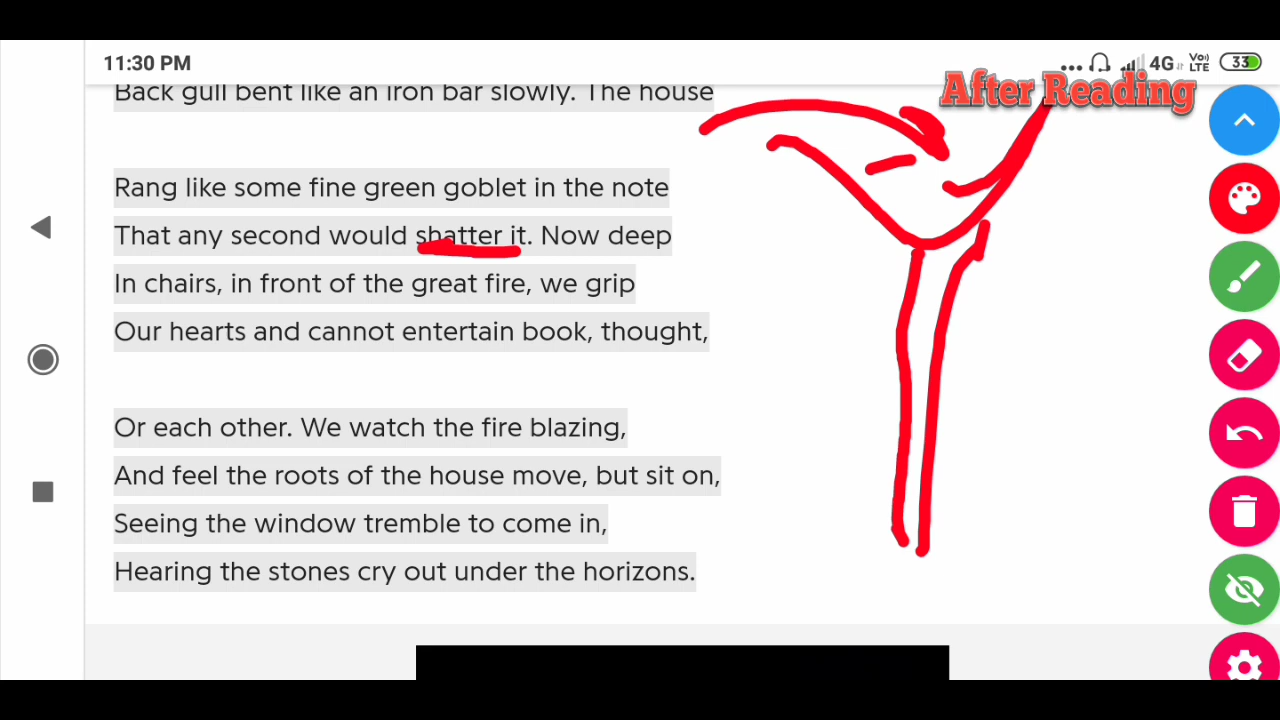 11:30 PM
4G
Vo)
LTE
33
After Reading
Back gull bent like an iron bar slowly. The house
Rang like some fine green goblet in the note
That any second would shatter it. Now deep
In chairs, in front of the great fire, we grip
Our hearts and cannot entertain book, thought,
Or each other. We watch the fire blazing,
And feel the roots of the house move, but sit on,
Seeing the window tremble to come in,
Hearing the stones cry out under the horizons.